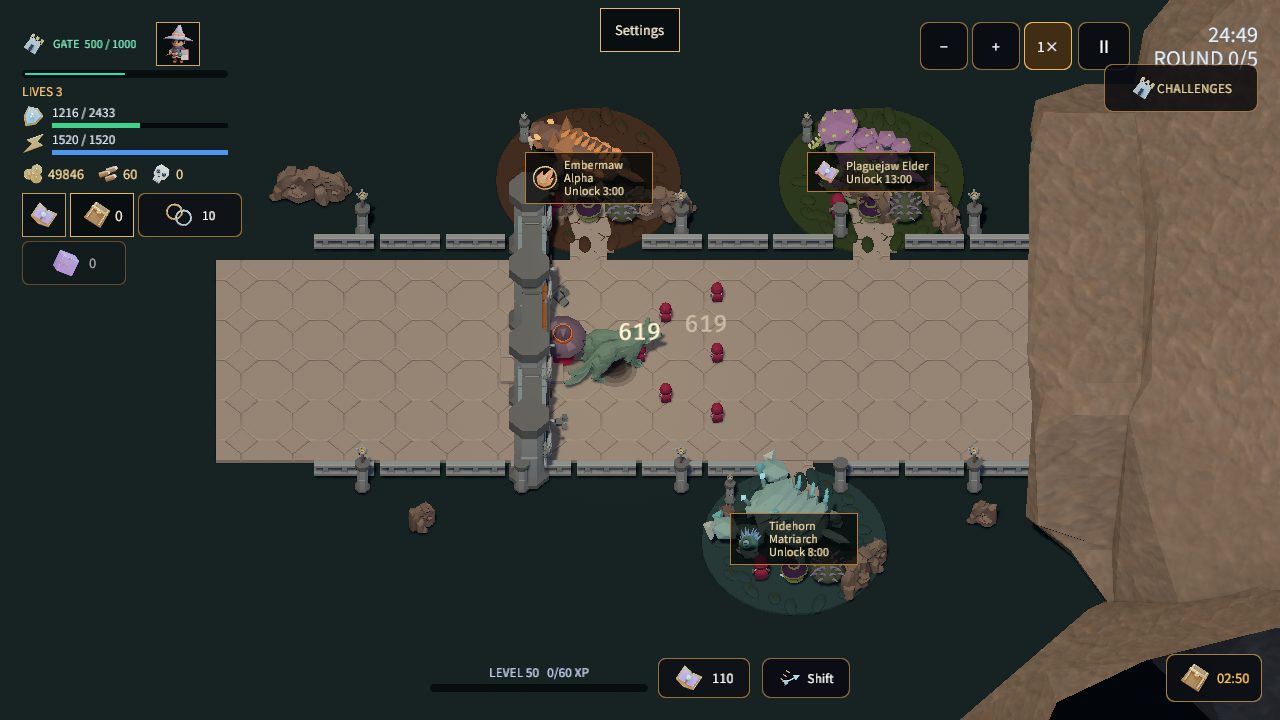 GATE 500 / 1000
Settings
−
+
1×
24:49
ROUND 0/5
CHALLENGES
LIVES 3
1216 / 2433
1520 / 1520
49846
60
0
0
10
0
Embermaw
Alpha
Unlock 3:00
Plaguejaw Elder
Unlock 13:00
619
619
Tidehorn
Matriarch
Unlock 8:00
LEVEL 50 0/60 XP
110
Shift
02:50